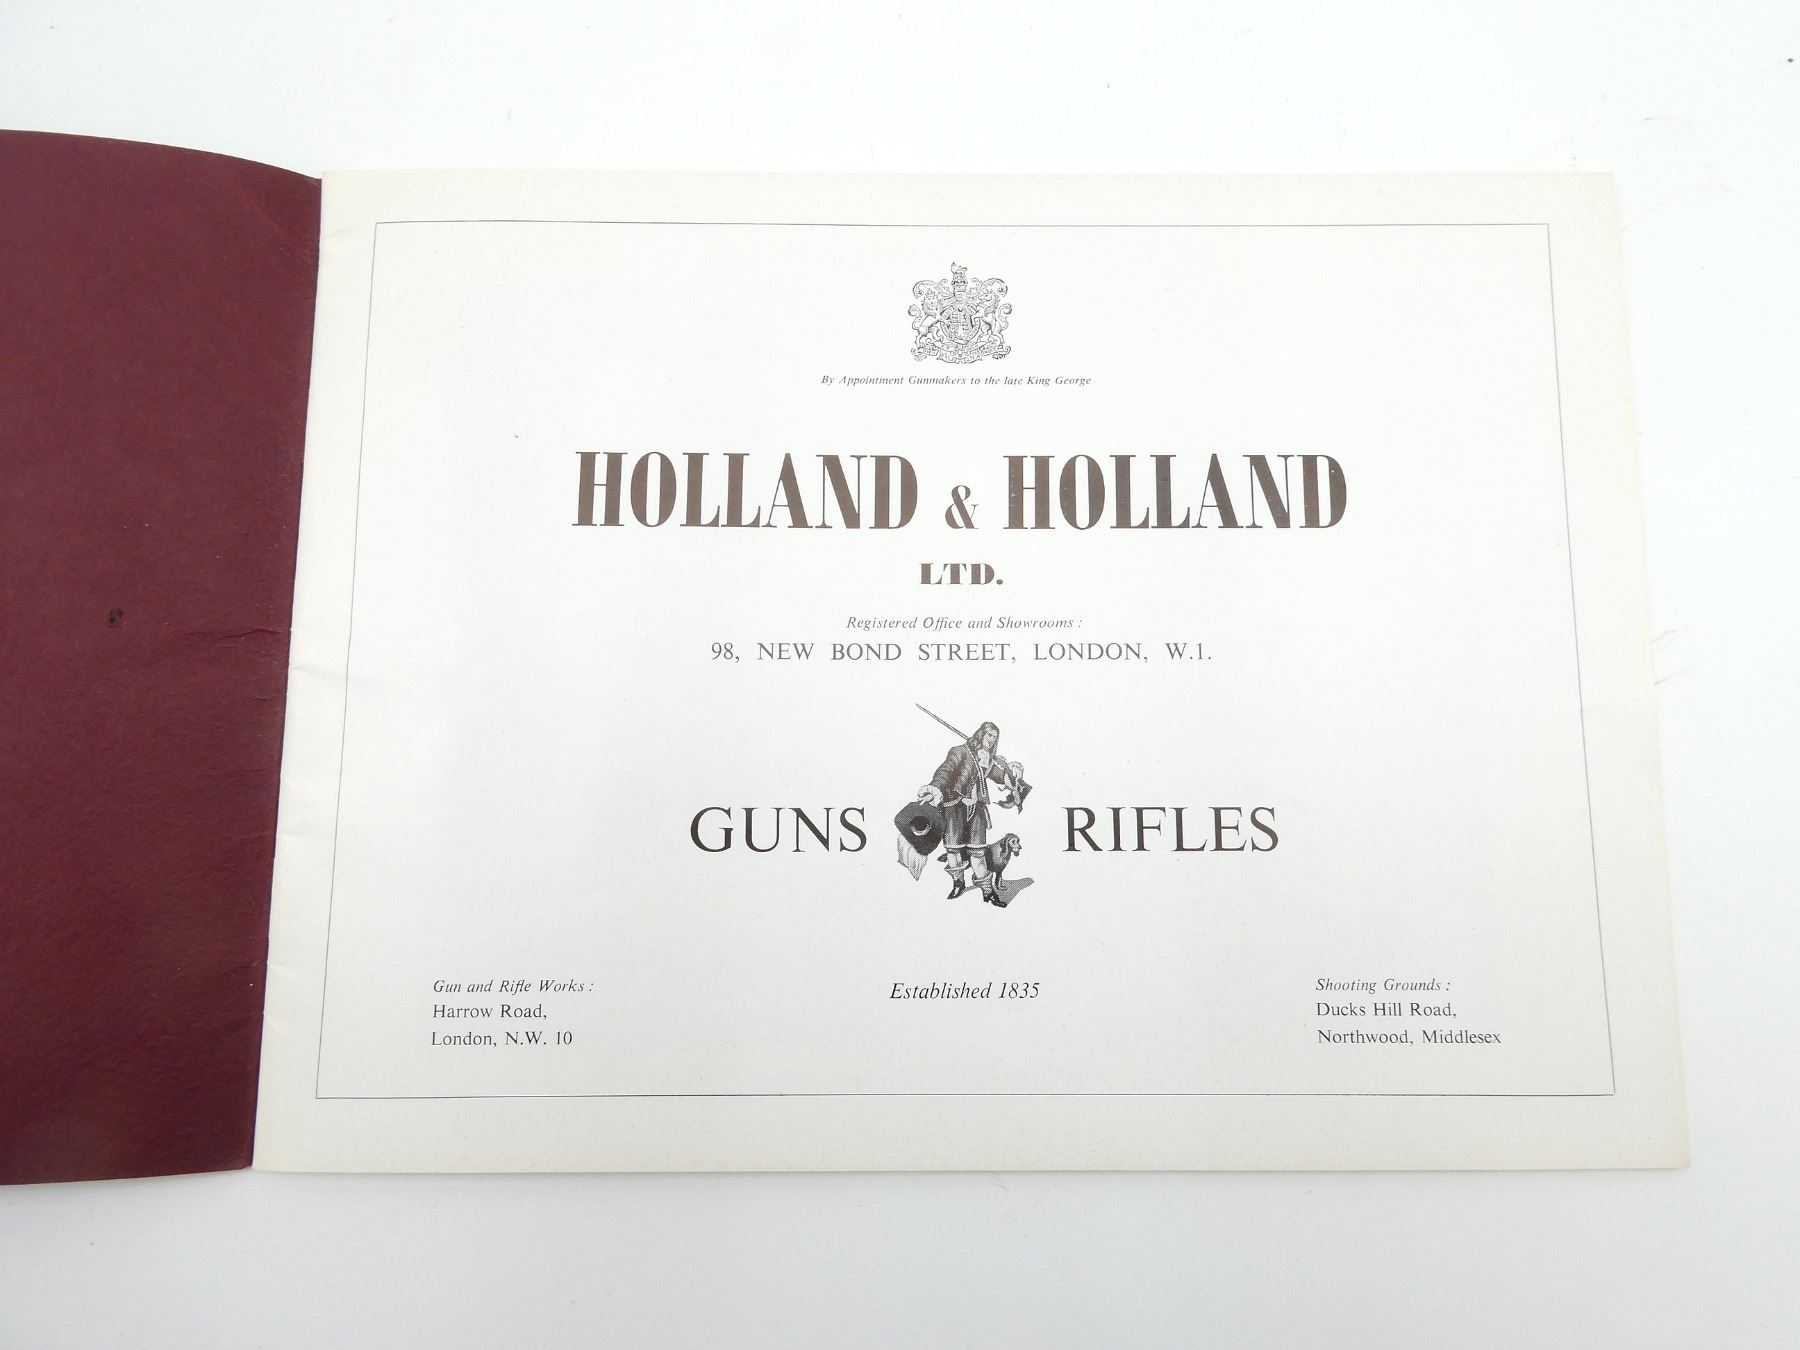 By Appointment Gunmakers to the late King George
HOLLAND & HOLLAND
LTD.
Registered Office and Showrooms :
98, NEW BOND STREET, LONDON, W.1.
GUNS RIFLES
Gun and Rifle Works :
Harrow Road,
London, N.W. 10
Established 1835
Shooting Grounds :
Ducks Hill Road,
Northwood, Middlesex